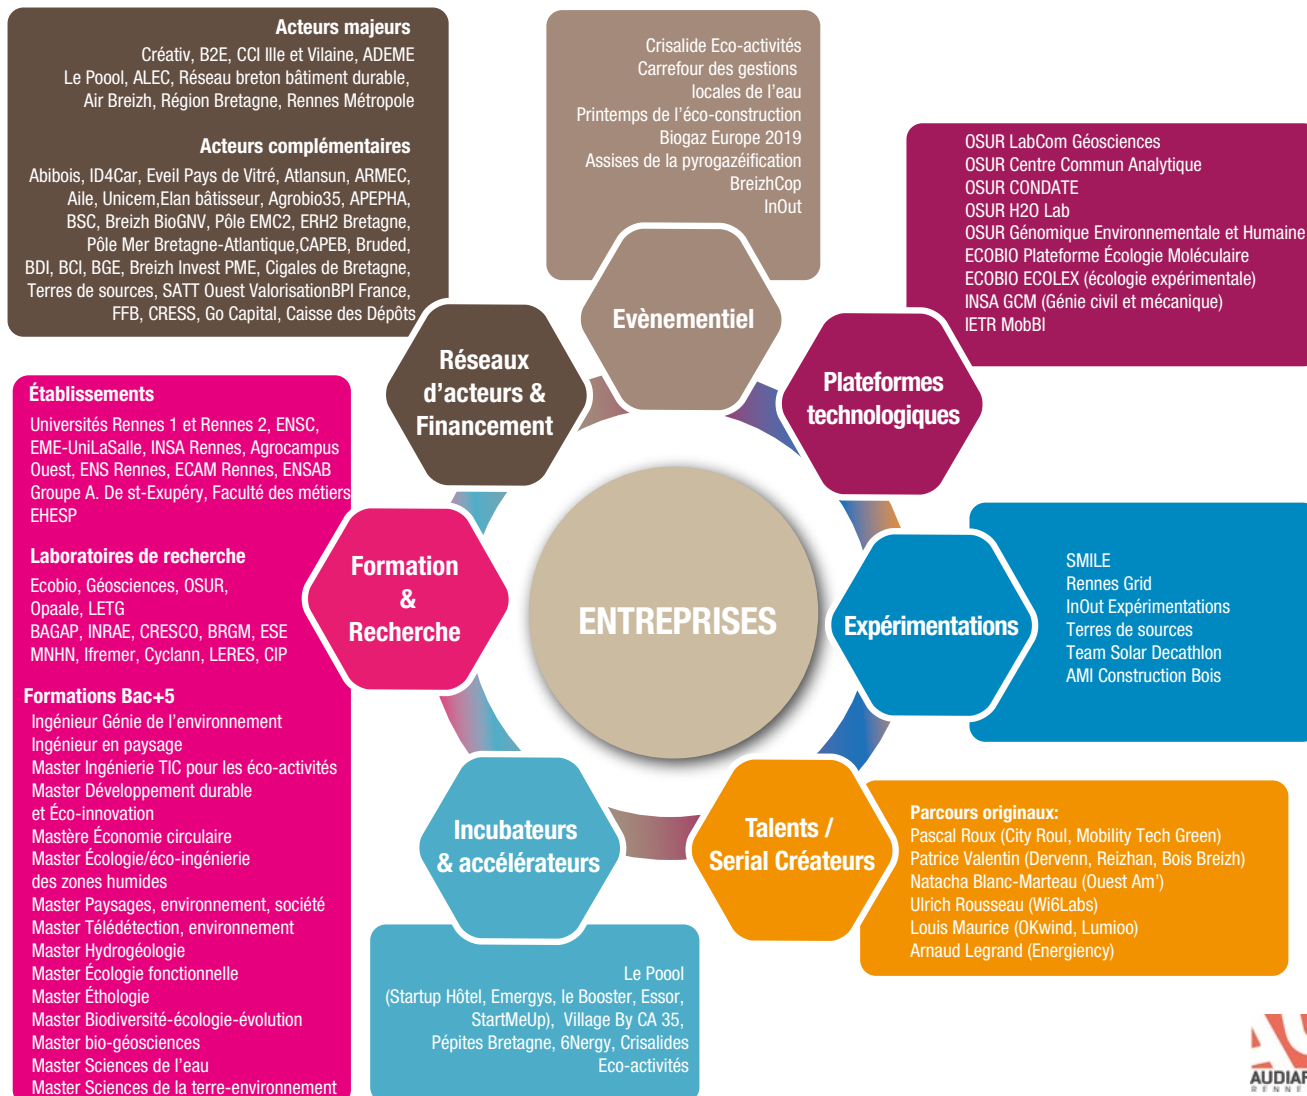 Acteurs majeurs
Créativ, B2E, CCI Ille et Vilaine, ADEME
Le Poool, ALEC, Réseau breton bâtiment durable,
Air Breizh, Région Bretagne, Rennes Métropole
Acteurs complémentaires
Abibois, ID4Car, Eveil Pays de Vitré, Atlansun, ARMEC,
Aile, Unicem,Elan bâtisseur, Agrobio35, APEPHA,
BSC, Breizh BioGNV, Pôle EMC2, ERH2 Bretagne,
Pôle Mer Bretagne-Atlantique,CAPEB, Bruded,
BDI, BCI, BGE, Breizh Invest PME, Cigales de Bretagne,
Terres de sources, SATT Ouest ValorisationBPI France,
FFB, CRESS, Go Capital, Caisse des Dépôts
Réseaux
d'acteurs &
Financement
Crisalide Eco-activités
Carrefour des gestions
locales de l'eau
Printemps de l'éco-construction
Biogaz Europe 2019
Assises de la pyrogazéification
BreizhCop
InOut
Evènementiel
OSUR LabCom Géosciences
OSUR Centre Commun Analytique
OSUR CONDATE
OSUR H2O Lab
OSUR Génomique Environnementale et Humaine
ECOBIO Plateforme Écologie Moléculaire
ECOBIO ECOLEX (écologie expérimentale)
INSA GCM (Génie civil et mécanique)
IETR MobBI
Plateformes
technologiques
Établissements
Universités Rennes 1 et Rennes 2, ENSC,
EME-UniLaSalle, INSA Rennes, Agrocampus
Ouest, ENS Rennes, ECAM Rennes, ENSAB
Groupe A. De st-Exupéry, Faculté des métiers
EHESP
Laboratoires de recherche
Ecobio, Géosciences, OSUR,
Opaale, LETG
BAGAP, INRAE, CRESCO, BRGM, ESE
MNHN, Ifremer, Cyclann, LERES, CIP
Formations Bac+5
Ingénieur Génie de l'environnement
Ingénieur en paysage
Master Ingénierie TIC pour les éco-activités
Master Développement durable
et Éco-innovation
Mastère Économie circulaire
Master Écologie/éco-ingénierie
des zones humides
Master Paysages, environnement, société
Master Télédétection, environnement
Master Hydrogéologie
Master Écologie fonctionnelle
Master Éthologie
Master Biodiversité-écologie-évolution
Master bio-géosciences
Master Sciences de l'eau
Master Sciences de la terre-environnement
Formation
&
Recherche
ENTREPRISES
Expérimentations
SMILE
Rennes Grid
InOut Expérimentations
Terres de sources
Team Solar Decathlon
AMI Construction Bois
Incubateurs
& accélérateurs
Le Poool
(Startup Hôtel, Emergys, le Booster, Essor,
StartMeUp), Village By CA 35,
Pépites Bretagne, 6Nergy, Crisalides
Eco-activités
Talents /
Serial Créateurs
Parcours originaux:
Pascal Roux (City Roul, Mobility Tech Green)
Patrice Valentin (Dervenn, Reizhan, Bois Breizh)
Natacha Blanc-Marteau (Ouest Am')
Ulrich Rousseau (Wi6Labs)
Louis Maurice (OKwind, Lumioo)
Arnaud Legrand (Energiency)